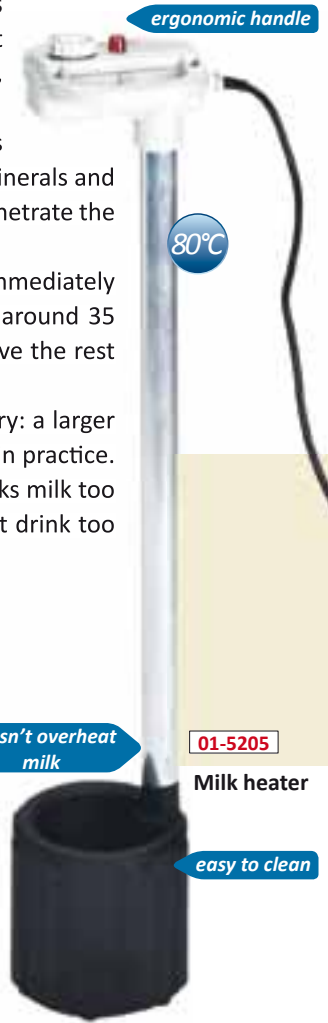 ergonomic handle
s
t
s
inerals and
netrate the
80°C
mmediately
around 35
ve the rest
ry: a larger
n practice.
ks milk too
t drink too
sn't overheat
milk
01-5205
Milk heater
easy to clean